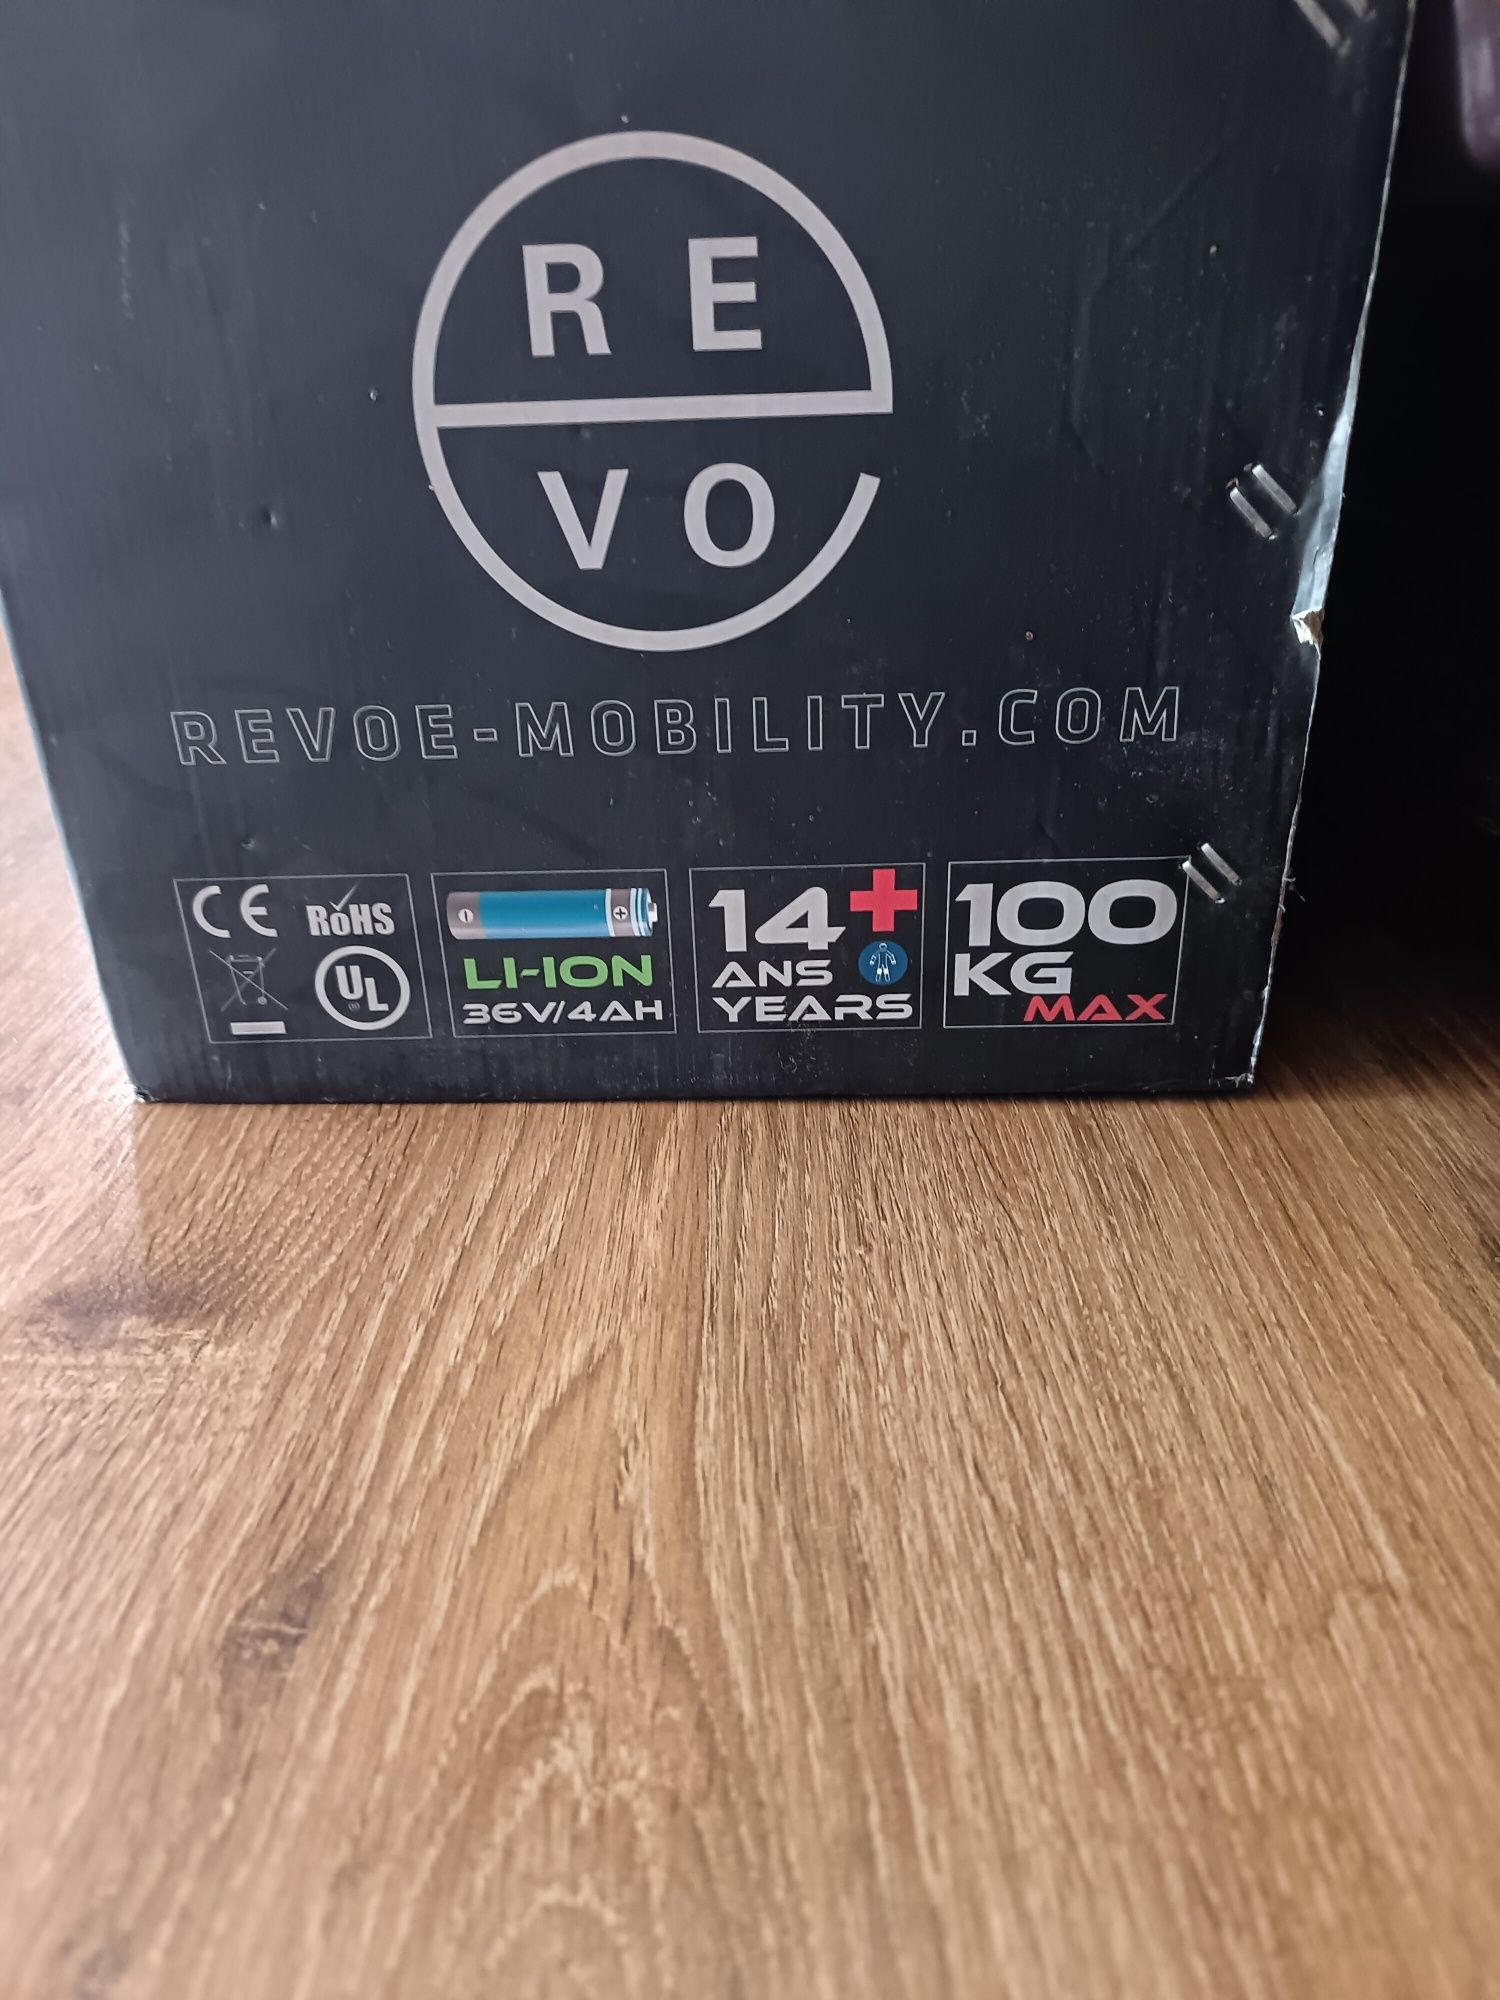 RE
VO
REVOE-MOBILITY.COM
CE RoHS
UL
LI-ION
36V/4AH
14+
ANS
YEARS
100
KG
MAX